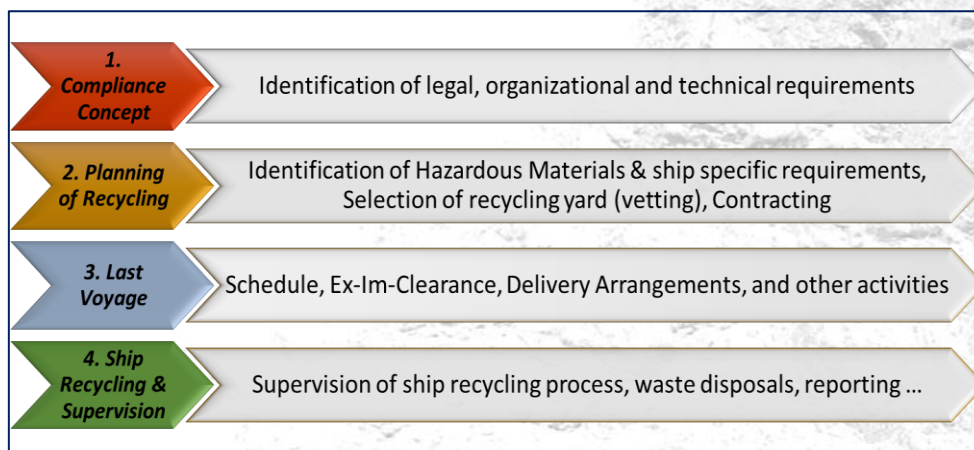 1.
Compliance
Concept
Identification of legal, organizational and technical requirements
2. Planning
of Recycling
Identification of Hazardous Materials & ship specific requirements,
Selection of recycling yard (vetting), Contracting
3. Last
Voyage
Schedule, Ex-Im-Clearance, Delivery Arrangements, and other activities
4. Ship
Recycling &
Supervision
Supervision of ship recycling process, waste disposals, reporting ...